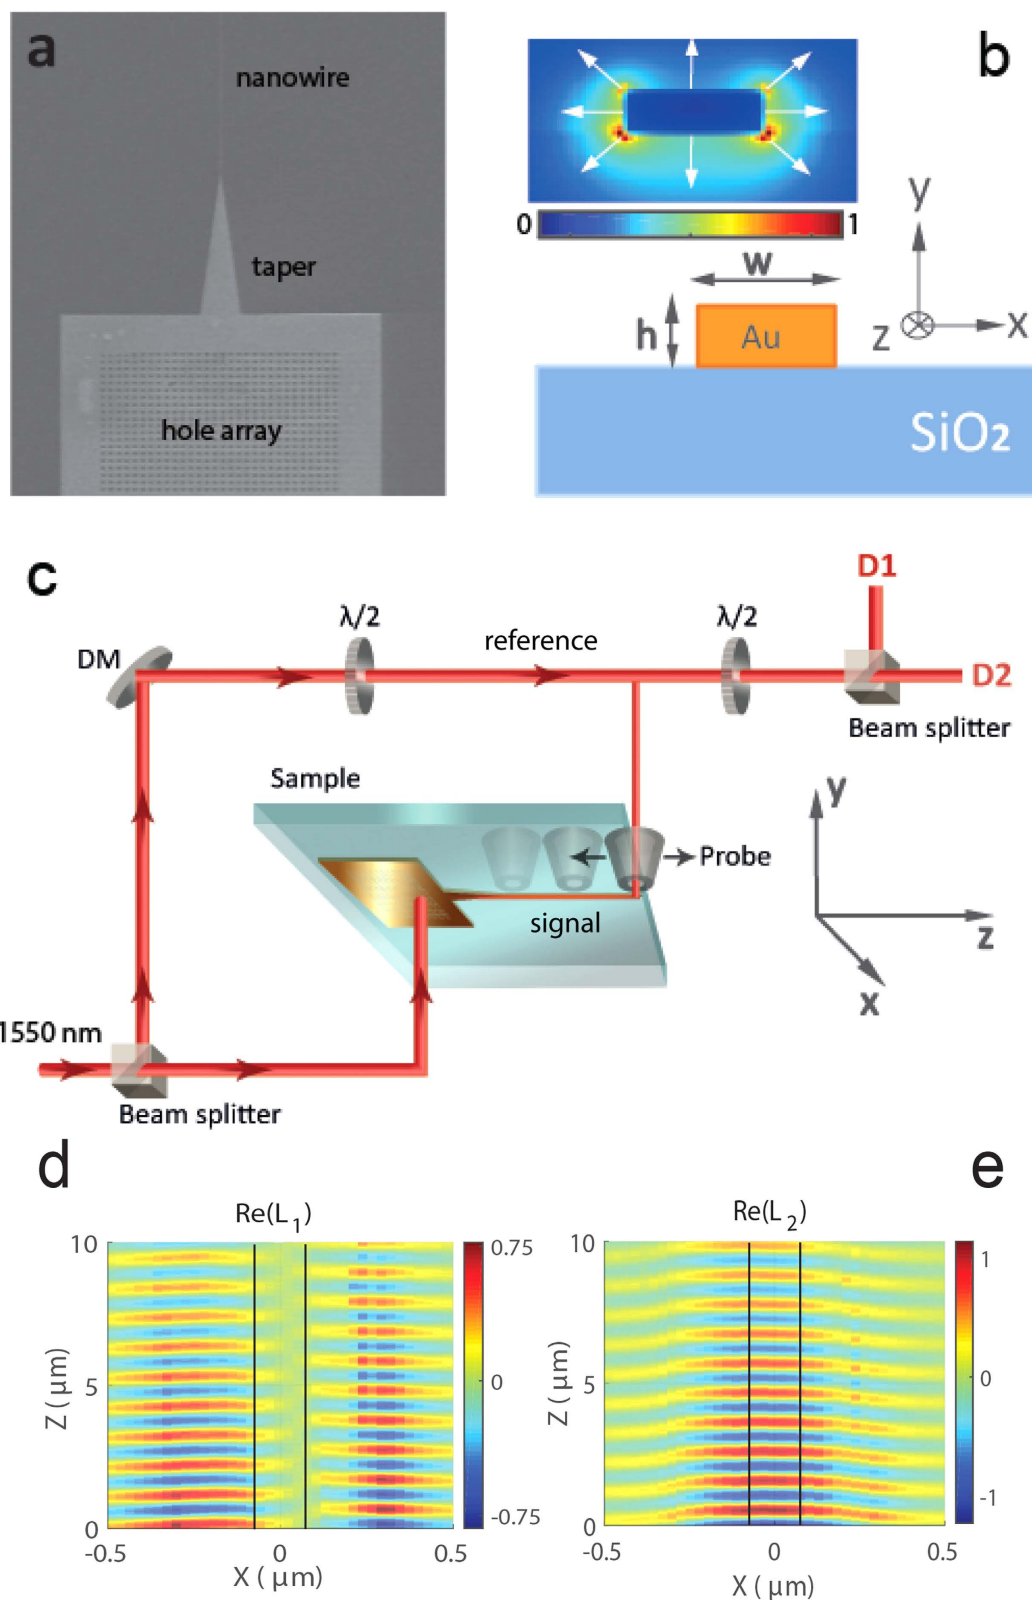 a
nanowire
taper
hole array
b
0
1
w
h
Au
SiO2
y
x
z
c
D1
λ/2
λ/2
DM
reference
D2
Beam splitter
Sample
Probe
signal
y
z
x
1550 nm
Beam splitter
d
Re(L1)
10
5
0
Z ( μm)
-0.5
0
0.5
X ( μm)
0.75
0
-0.75
e
Re(L2)
10
5
0
Z ( μm)
-0.5
0
0.5
X ( μm)
1
0
-1